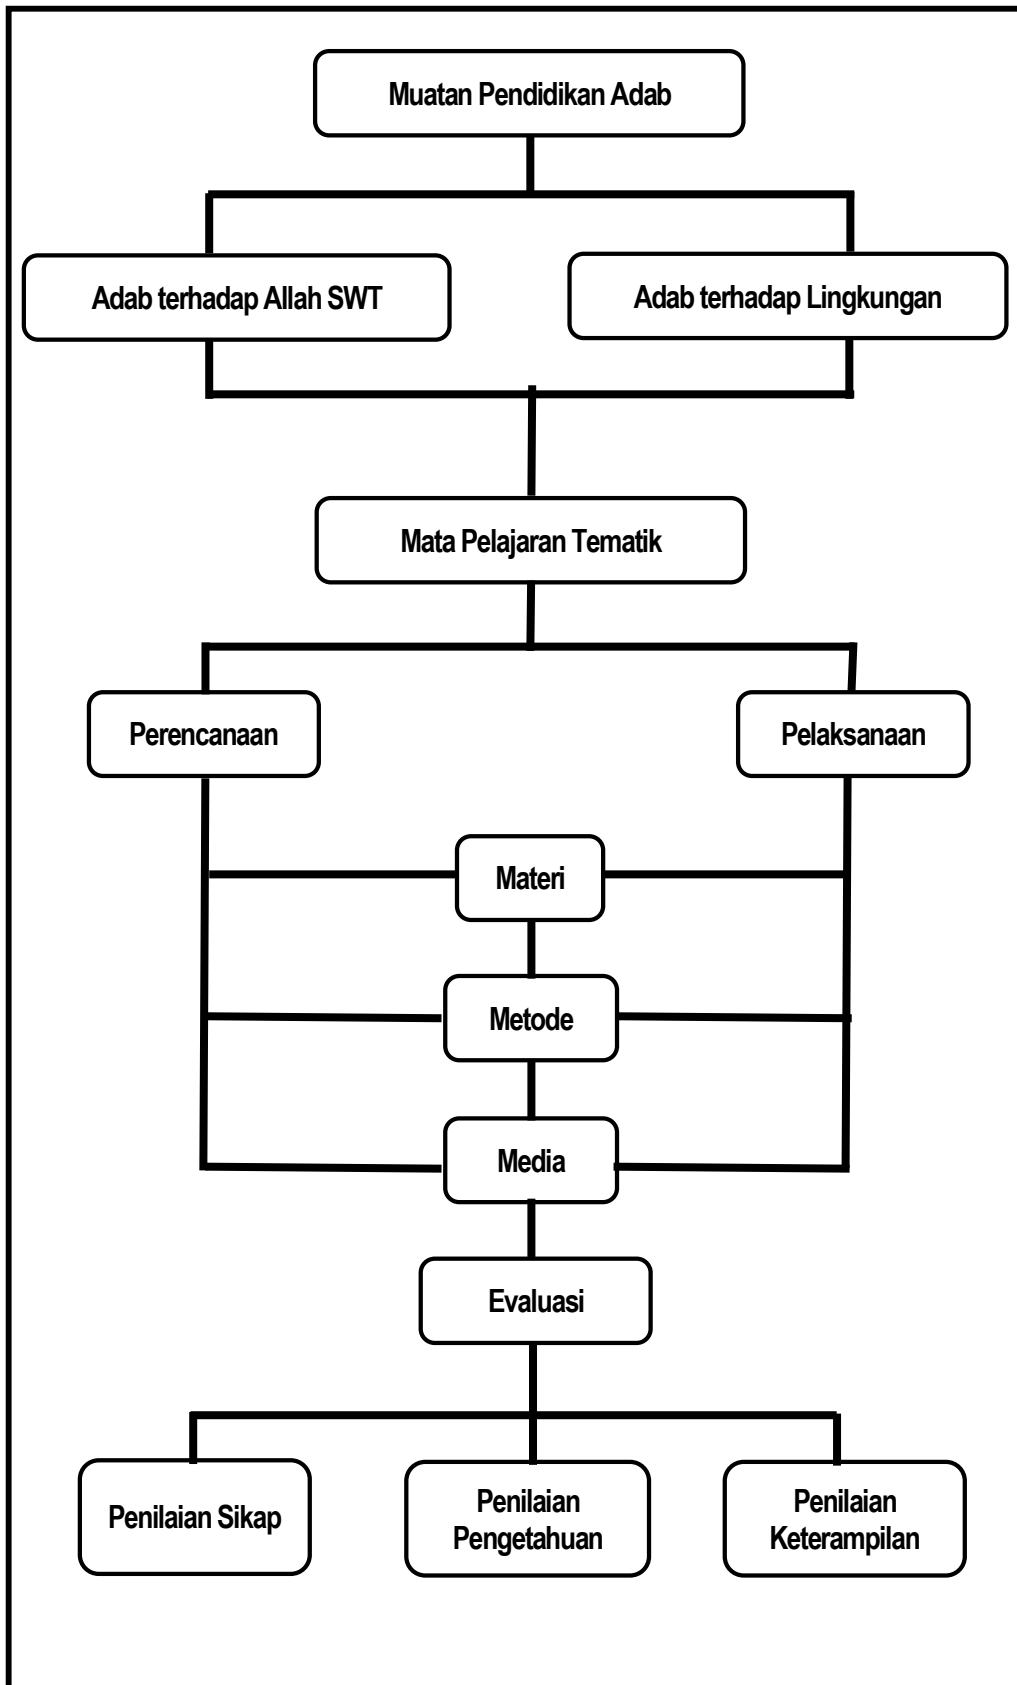 Muatan Pendidikan Adab
Adab terhadap Allah SWT
Adab terhadap Lingkungan
Mata Pelajaran Tematik
Perencanaan
Pelaksanaan
Materi
Metode
Media
Evaluasi
Penilaian Sikap
Penilaian
Pengetahuan
Penilaian
Keterampilan